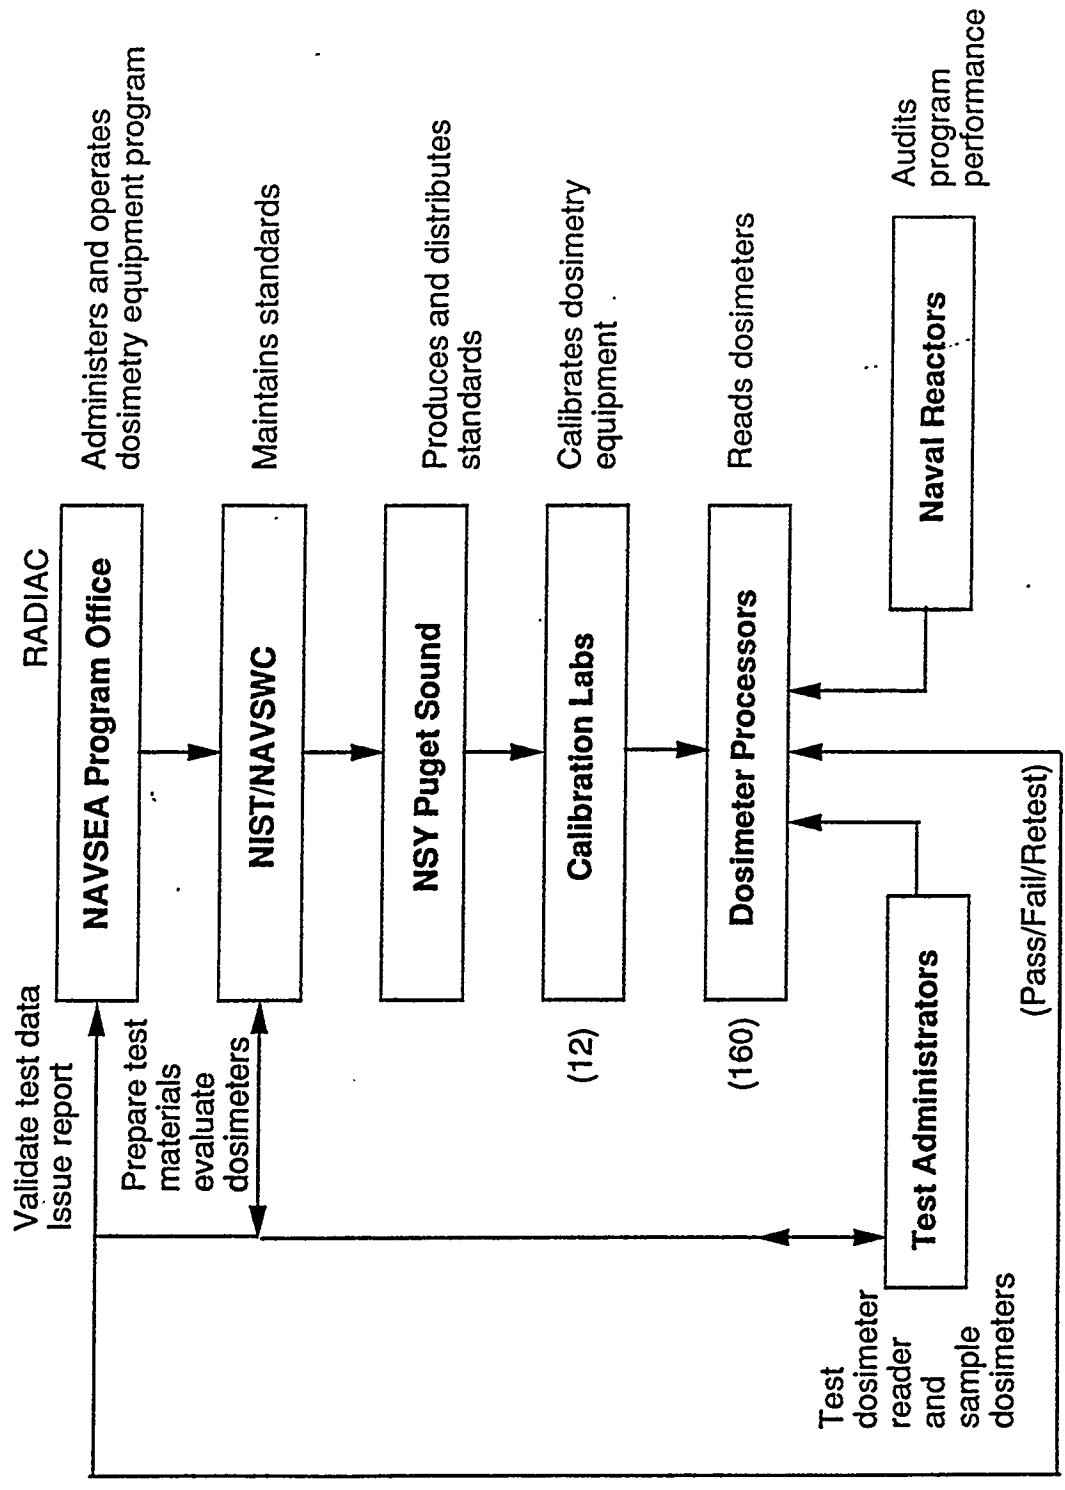 RADIAC
Validate test data
Issue report
NAVSEA Program Office
Administers and operates
dosimetry equipment program
Prepare test
materials
evaluate
dosimeters
NIST/NAVSWC
Maintains standards
NSY Puget Sound
Produces and distributes
standards
(12)
Calibration Labs
Calibrates dosimetry
equipment
(160)
Dosimeter Processors
Reads dosimeters
Test
dosimeter
reader
and
sample
dosimeters
Test Administrators
Naval Reactors
Audits
program
performance
(Pass/Fail/Retest)